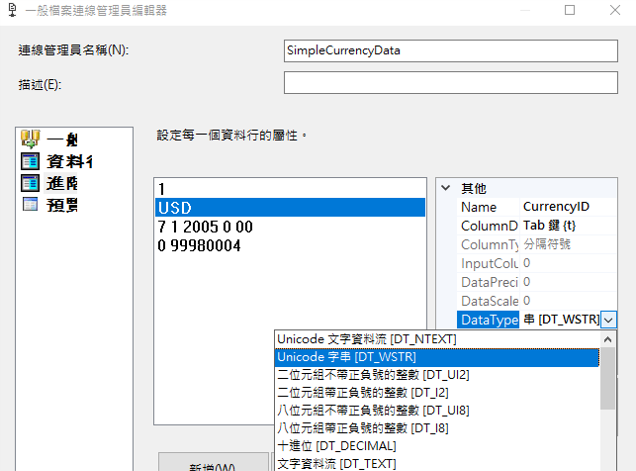 一般檔案連線管理員編輯器
連線管理員名稱(N):
SimpleCurrencyData
描述(E):
一般
資料行
進階
預覽
設定每一個資料行的屬性。
1
USD
7 1 2005 0 00
0 99980004
其他
Name CurrencyID
ColumnD Tab 鍵 {t}
ColumnTy 分隔符號
InputColu 0
DataPreci 0
DataScale 0
DataType 串 [DT_WSTR]
Unicode 文字資料流 [DT_NTEXT]
Unicode 字串 [DT_WSTR]
二位元組不帶正負號的整數 [DT_UI2]
二位元組帶正負號的整數 [DT_I2]
八位元組不帶正負號的整數 [DT_UI8]
八位元組帶正負號的整數 [DT_I8]
十進位 [DT_DECIMAL]
文字資料流 [DT_TEXT]
新增(W)